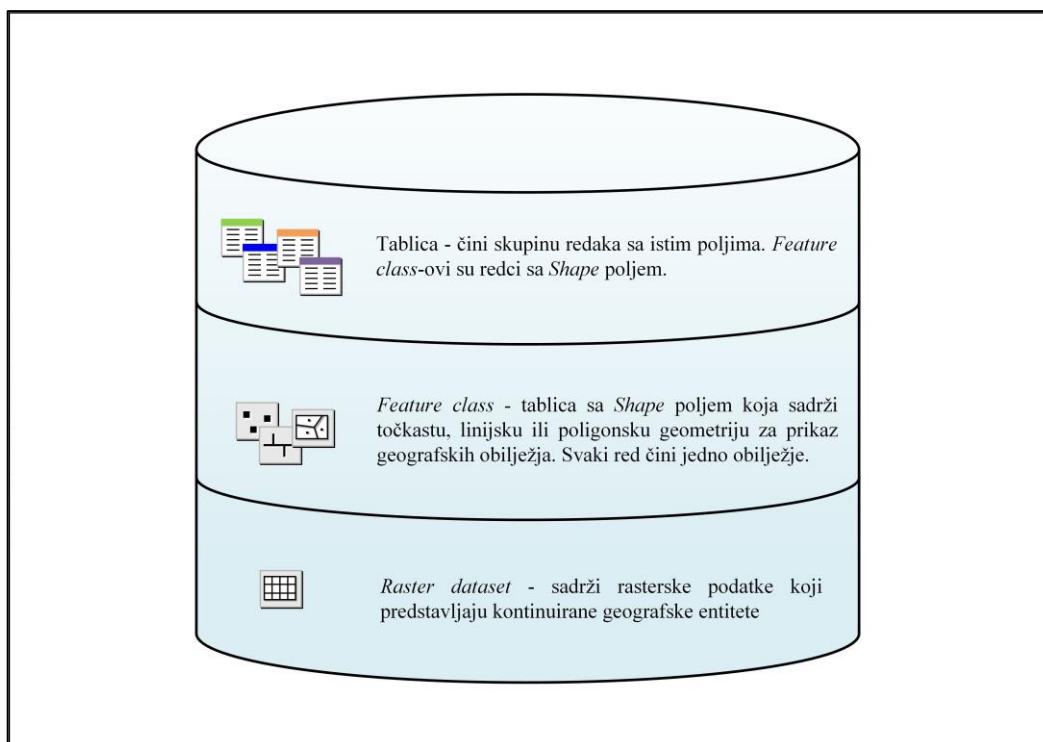 Tablica - čini skupinu redaka sa istim poljima. Feature
class-ovi su redci sa Shape poljem.
Feature class - tablica sa Shape poljem koja sadrži
točkastu, linijsku ili poligonsku geometriju za prikaz
geografskih obilježja. Svaki red čini jedno obilježje.
Raster dataset - sadrži rasterske podatke koji
predstavljaju kontinuirane geografske entitete